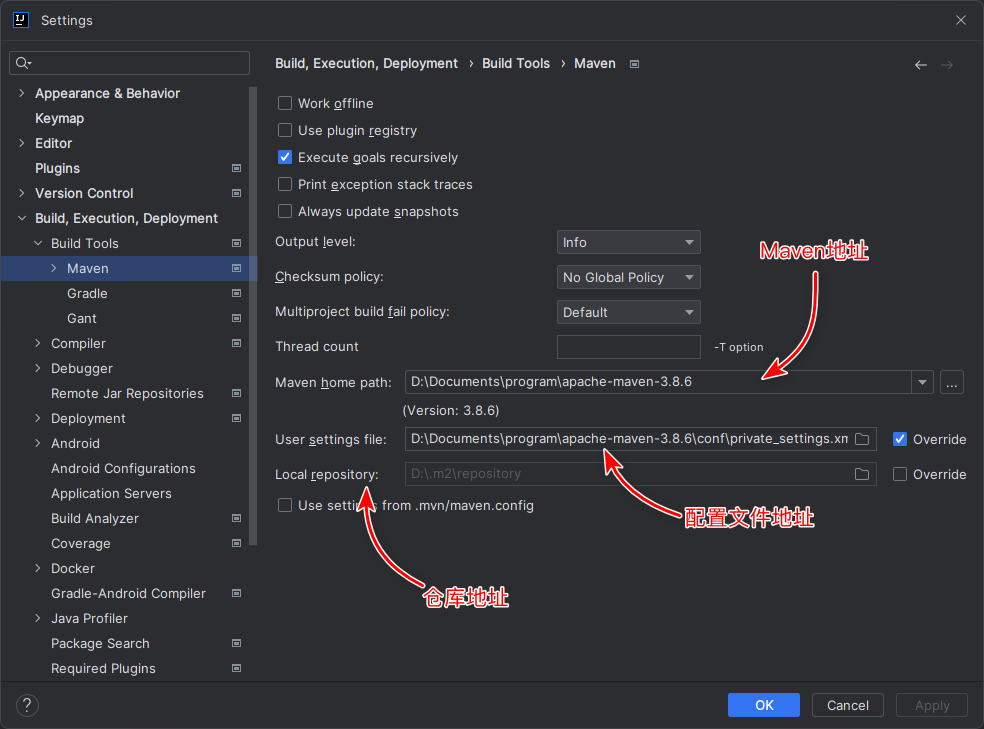 Settings
Build, Execution, Deployment › Build Tools › Maven
Appearance & Behavior
Keymap
Editor
Plugins
Version Control
Build, Execution, Deployment
Build Tools
Maven
Gradle
Gant
Compiler
Debugger
Remote Jar Repositories
Deployment
Android
Android Configurations
Application Servers
Build Analyzer
Coverage
Docker
Gradle-Android Compiler
Java Profiler
Package Search
Required Plugins
Work offline
Use plugin registry
Execute goals recursively
Print exception stack traces
Always update snapshots
Output level: Info
Checksum policy: No Global Policy
Multiproject build fail policy: Default
Thread count -T option
Maven地址
Maven home path: D:\Documents\program\apache-maven-3.8.6 ...
(Version: 3.8.6)
User settings file: D:\Documents\program\apache-maven-3.8.6\conf\private_settings.xm Override
Local repository: D:\.m2\repository Override
Use settings from .mvn/maven.config
配置文件地址
仓库地址
? OK Cancel Apply